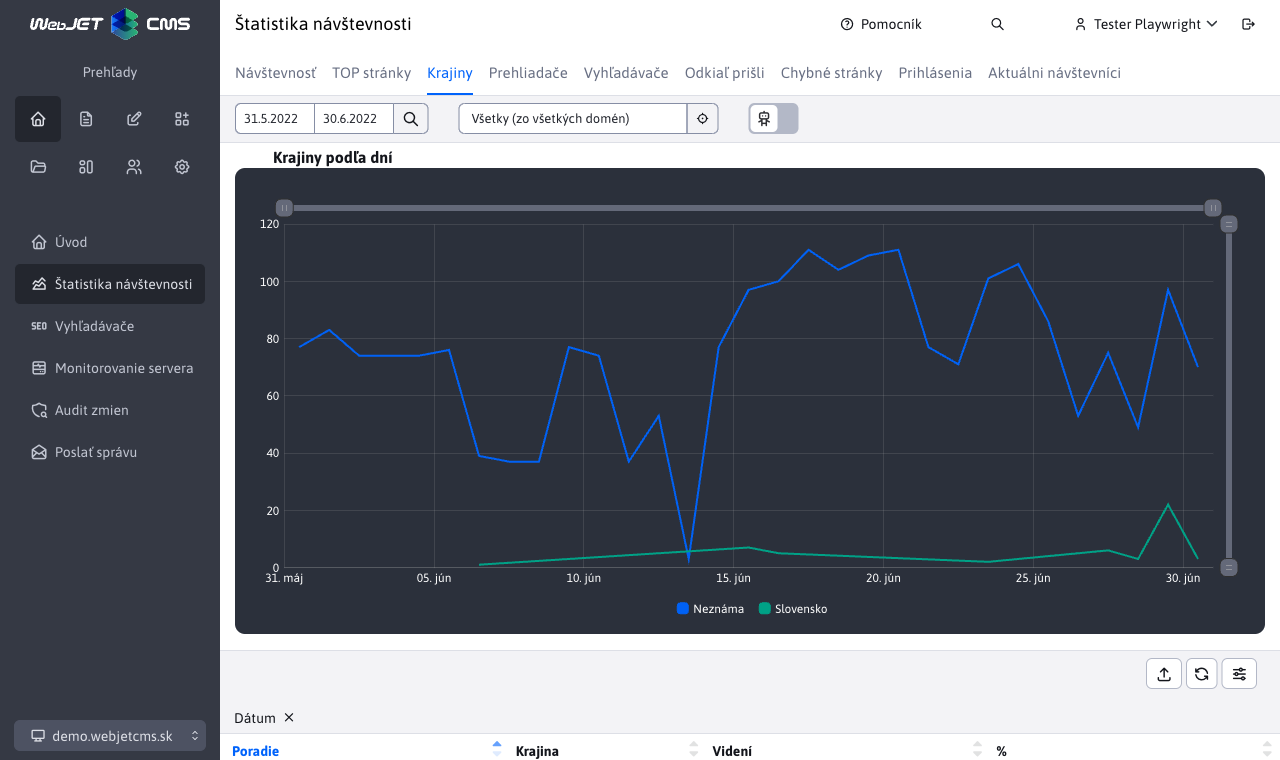 WebJET CMS
Štatistika návštevnosti
Pomocník
Tester Playwright
Prehľady
Návštevnosť
TOP stránky
Krajiny
Prehliadače
Vyhľadávače
Odkiaľ prišli
Chybné stránky
Prihlásenia
Aktuálni návštevníci
31.5.2022
30.6.2022
Všetky (zo všetkých domén)
Úvod
Štatistika návštevnosti
SEO Vyhľadávače
Monitorovanie servera
Audit zmien
Poslať správu
demo.webjetcms.sk
Krajiny podľa dní
120
100
80
60
40
20
0
31. máj
05. jún
10. jún
15. jún
20. jún
25. jún
30. jún
Neznáma
Slovensko
Dátum
Poradie
Krajina
Videní
%